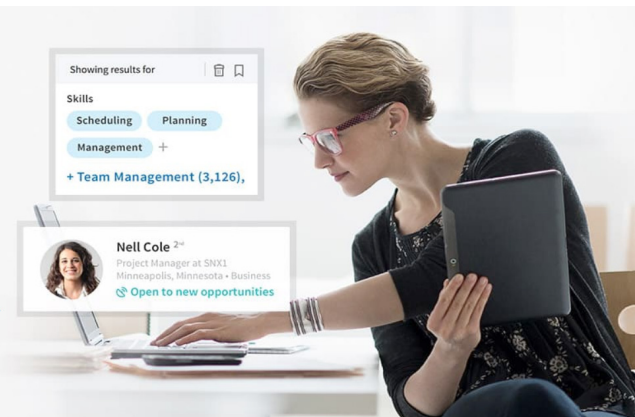 Showing results for
Skills
Scheduling Planning
Management +
+ Team Management (3,126),
Nell Cole 2nd
Project Manager at SNX1
Minneapolis, Minnesota • Business
Open to new opportunities